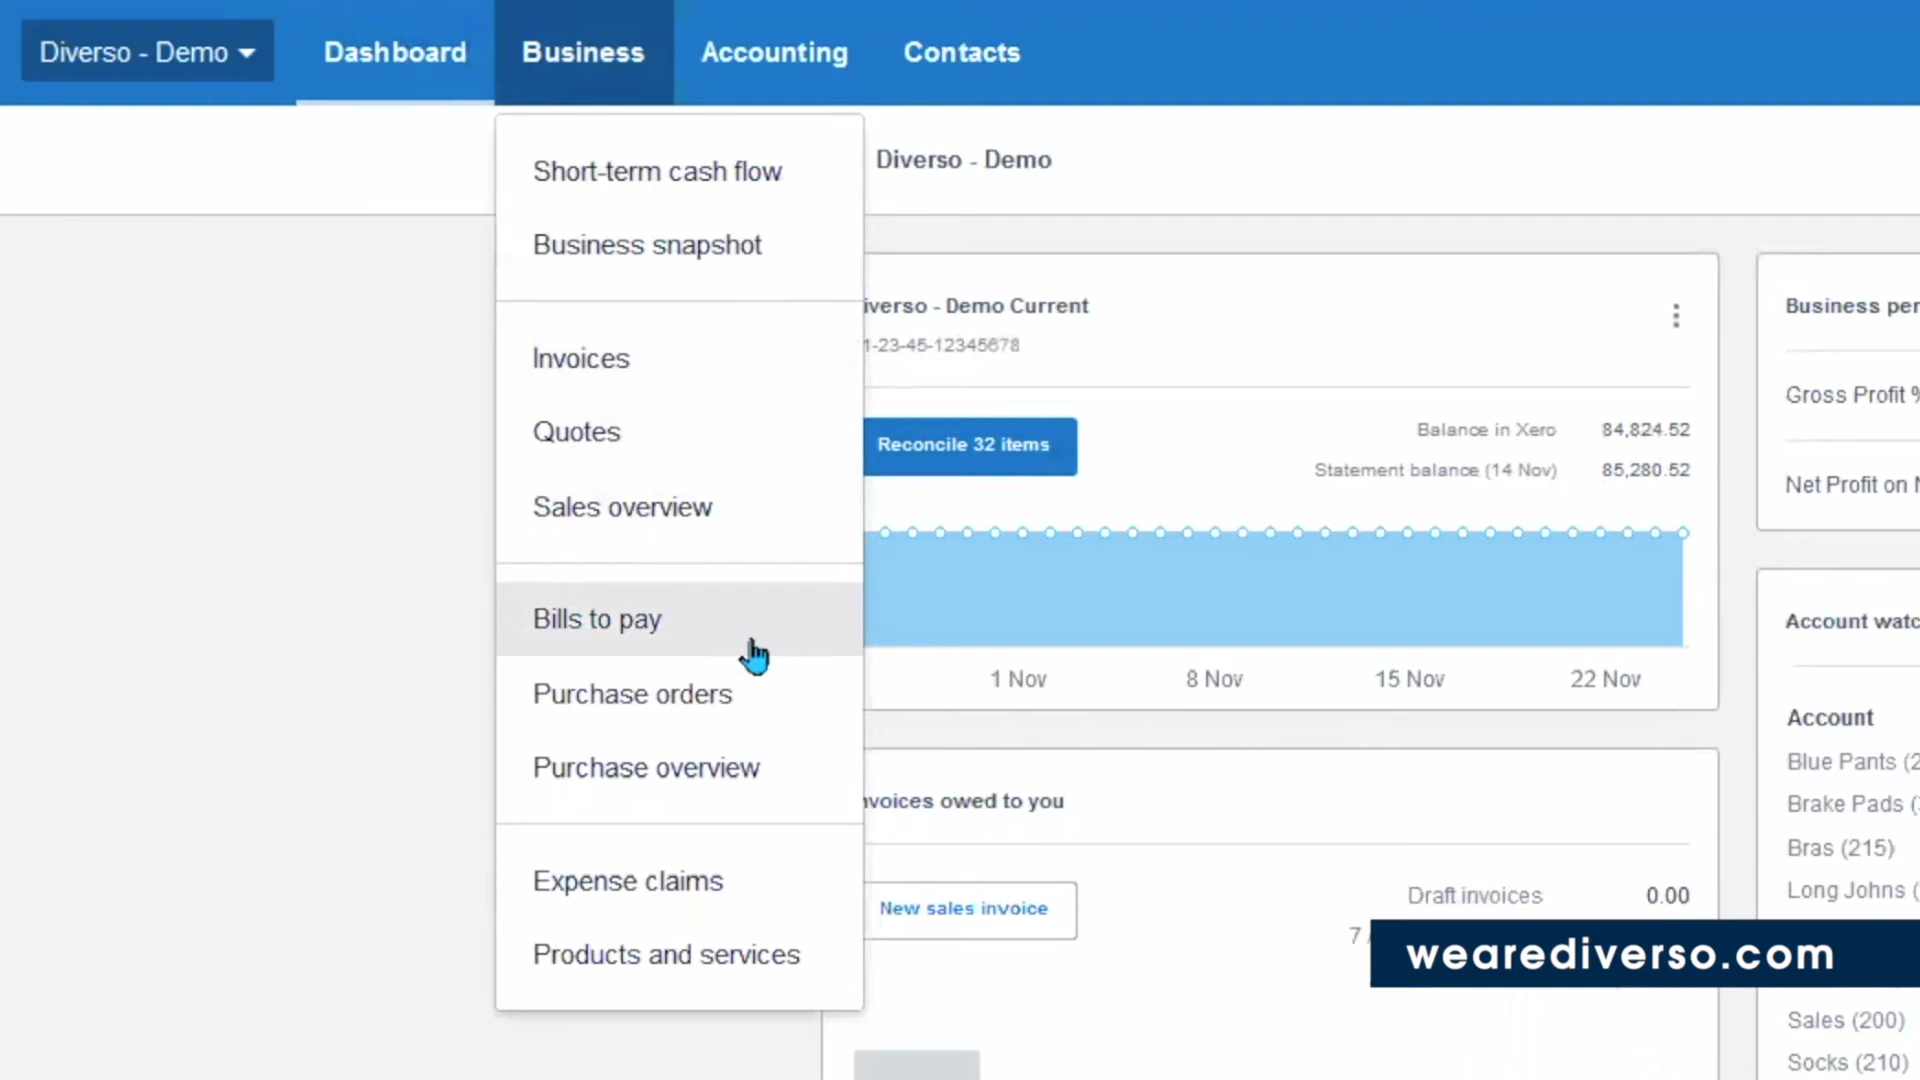 Diverso - Demo
Dashboard
Business
Accounting
Contacts
Short-term cash flow
Business snapshot
Invoices
Quotes
Sales overview
Bills to pay
Purchase orders
Purchase overview
Expense claims
Products and services
Diverso - Demo
iverso - Demo Current
1-23-45-12345678
Reconcile 32 items
Balance in Xero 84,824.52
Statement balance (14 Nov) 85,280.52
1 Nov 8 Nov 15 Nov 22 Nov
nvoices owed to you
New sales invoice
Draft invoices 0.00
7
Business per
Gross Profit %
Net Profit on N
Account watc
Account
Blue Pants (2
Brake Pads (
Bras (215)
Long Johns (
wearediverso.com
Sales (200)
Socks (210)